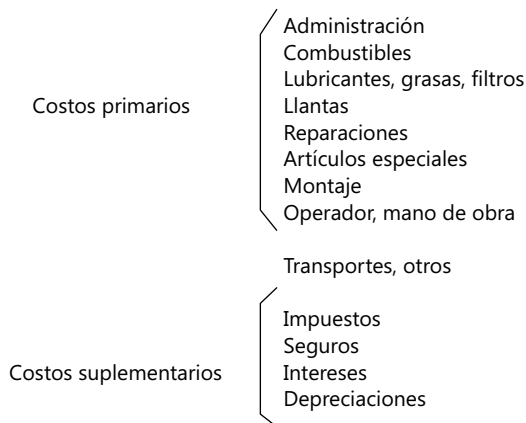 Administración
Combustibles
Lubricantes, grasas, filtros
Costos primarios
Llantas
Reparaciones
Artículos especiales
Montaje
Operador, mano de obra
Transportes, otros
Impuestos
Seguros
Costos suplementarios
Intereses
Depreciaciones